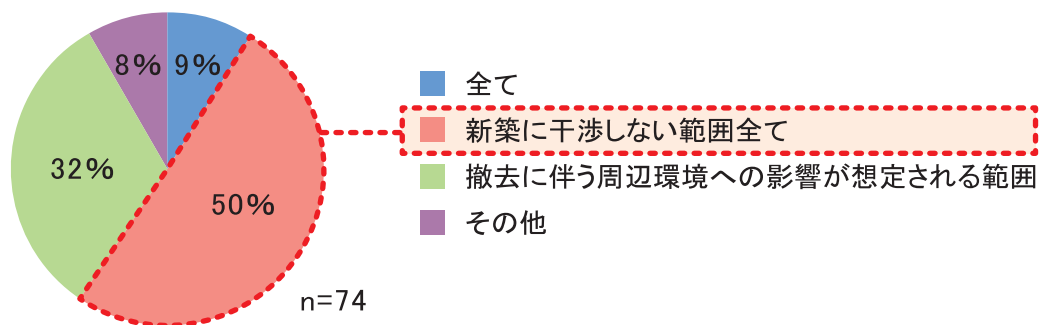 8%
9%
32%
50%
n=74
全て
新築に干渉しない範囲全て
撤去に伴う周辺環境への影響が想定される範囲
その他